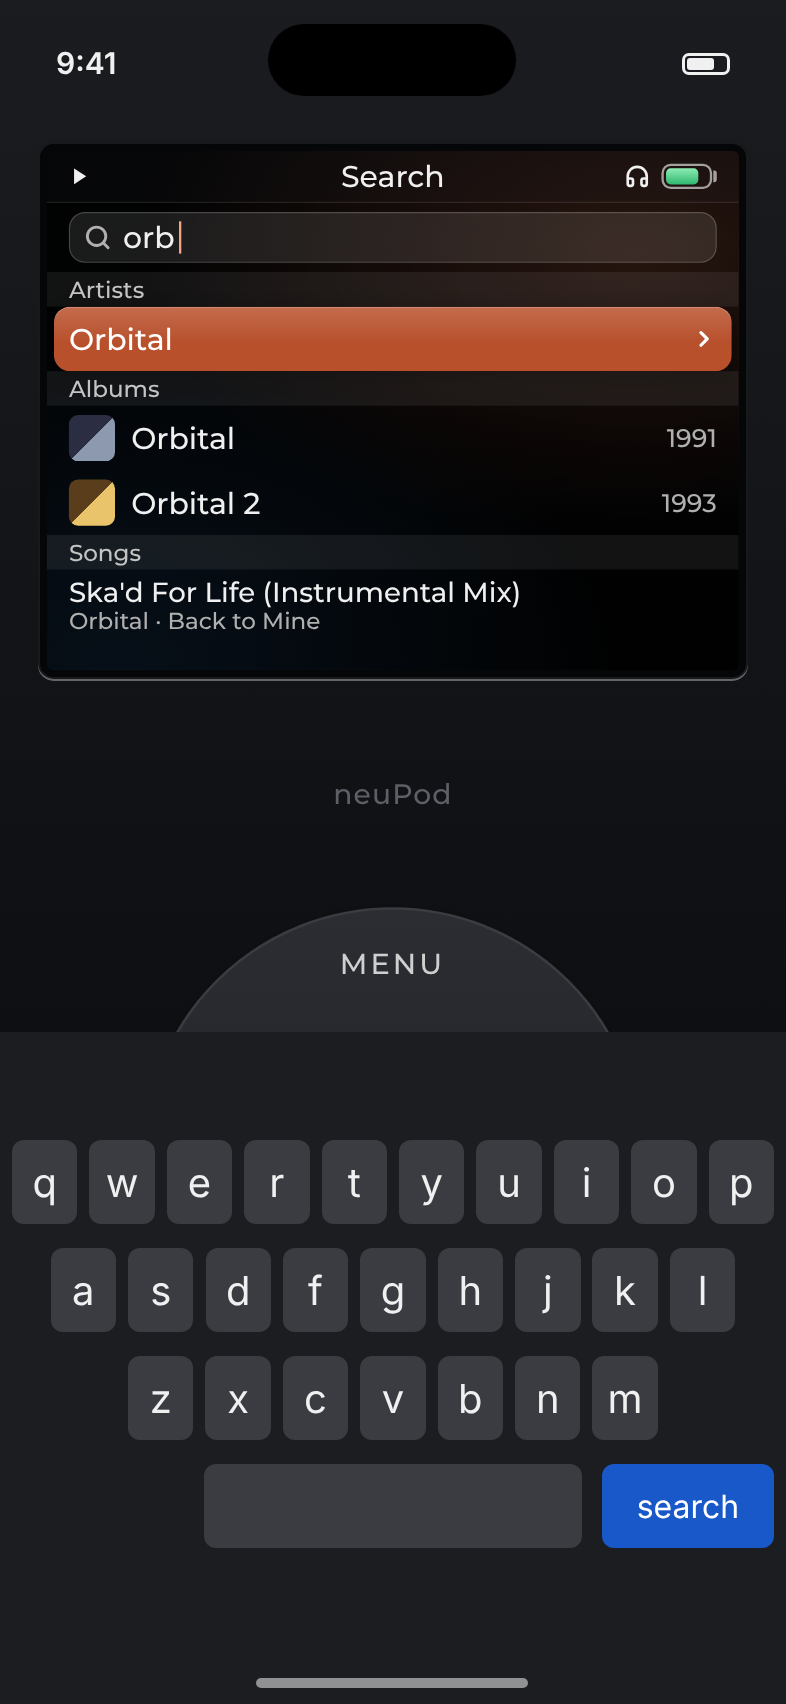 9:41
Search
orb
Artists
Orbital
Albums
Orbital 1991
Orbital 2 1993
Songs
Ska'd For Life (Instrumental Mix)
Orbital · Back to Mine
neuPod
MENU
q w e r t y u i o p
a s d f g h j k l
z x c v b n m
search